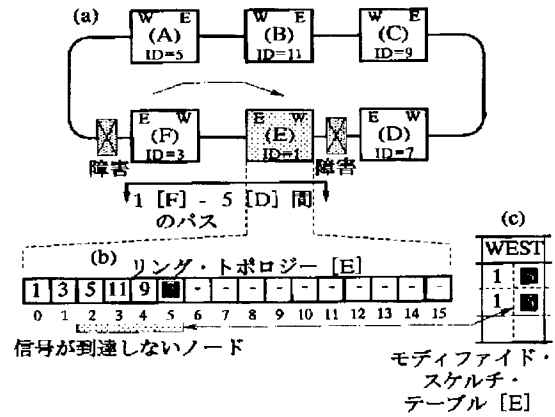 (a)
W E W E W E
(A) (B) (C)
ID=5 ID=11 ID=9
E W E W E W
(F) (E) (D)
ID=3 ID=1 ID=7
障害 障害
1 [F] - 5 [D] 間
のパス
(c)
WEST
1
1
(b)
リング・トポロジー [E]
1 3 5 11 9 - - - - - - - - - -
0 1 2 3 4 5 6 7 8 9 10 11 12 13 14 15
信号が到達しないノード
モディファイド・
スケルチ・
テーブル [E]